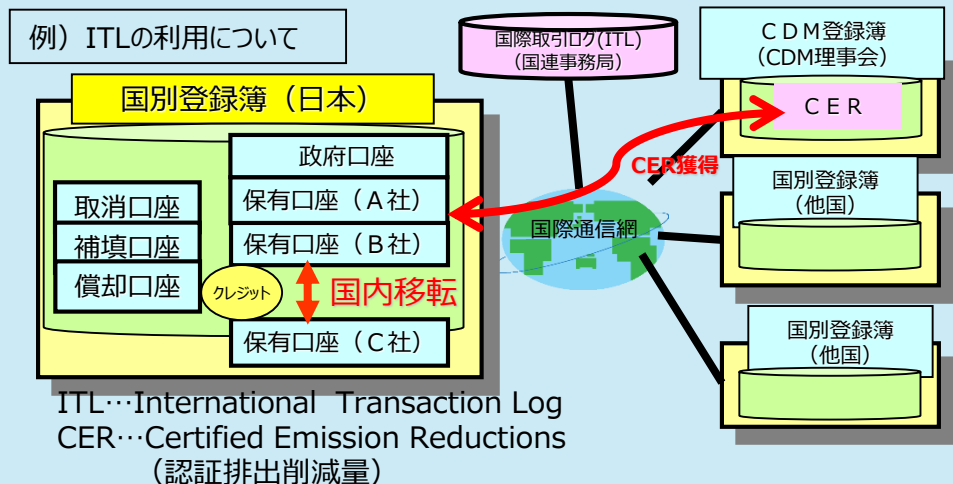 例）ITLの利用について
国際取引ログ(ITL)
（国連事務局）
ＣＤＭ登録簿
（CDM理事会）
ＣＥＲ
国別登録簿（日本）
政府口座
保有口座（Ａ社）
保有口座（Ｂ社）
取消口座
補填口座
償却口座
クレジット
国内移転
保有口座（Ｃ社）
CER獲得
国際通信網
国別登録簿
（他国）
国別登録簿
（他国）
ITL…International Transaction Log
CER…Certified Emission Reductions
（認証排出削減量）